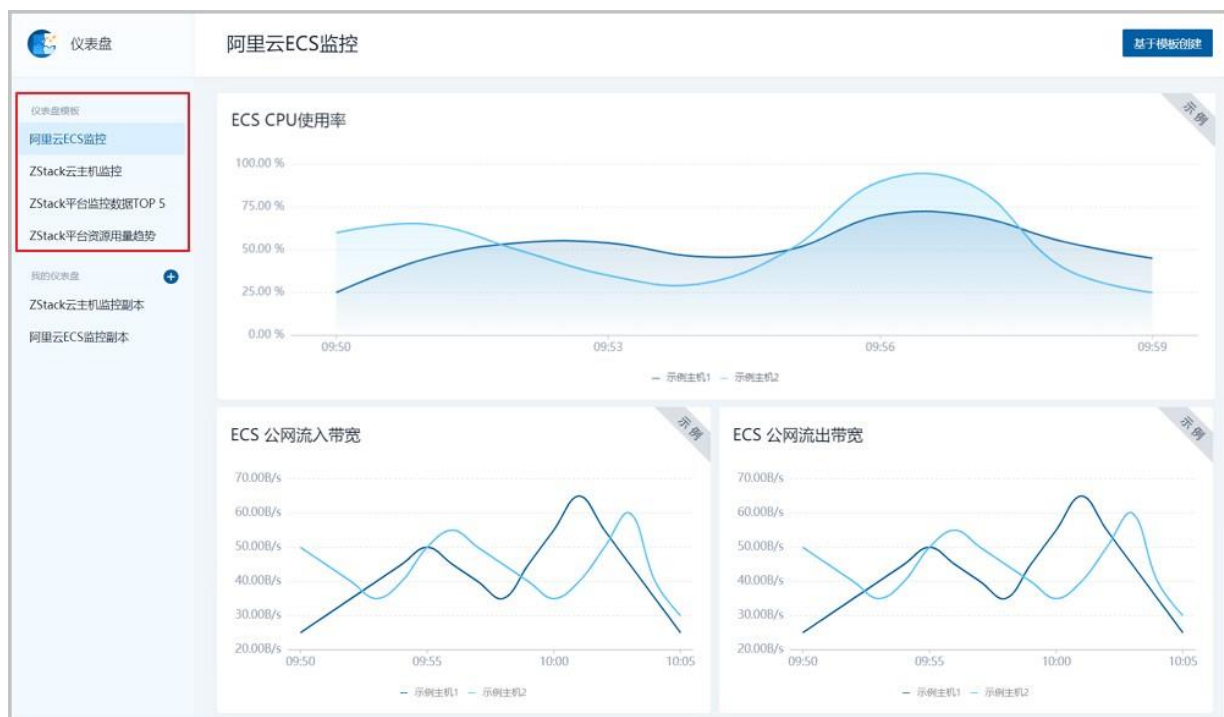 仪表盘
阿里云ECS监控
基于模板创建
仪表盘模板
阿里云ECS监控
ZStack云主机监控
ZStack平台监控数据TOP 5
ZStack平台资源用量趋势
我的仪表盘
ZStack云主机监控副本
阿里云ECS监控副本
ECS CPU使用率
示例
100.00 %
75.00 %
50.00 %
25.00 %
0.00 %
09:50 09:53 09:56 09:59
示例主机1 示例主机2
ECS 公网流入带宽
示例
70.00B/s
60.00B/s
50.00B/s
40.00B/s
30.00B/s
20.00B/s
09:50 09:55 10:00 10:05
示例主机1 示例主机2
ECS 公网流出带宽
示例
70.00B/s
60.00B/s
50.00B/s
40.00B/s
30.00B/s
20.00B/s
09:50 09:55 10:00 10:05
示例主机1 示例主机2